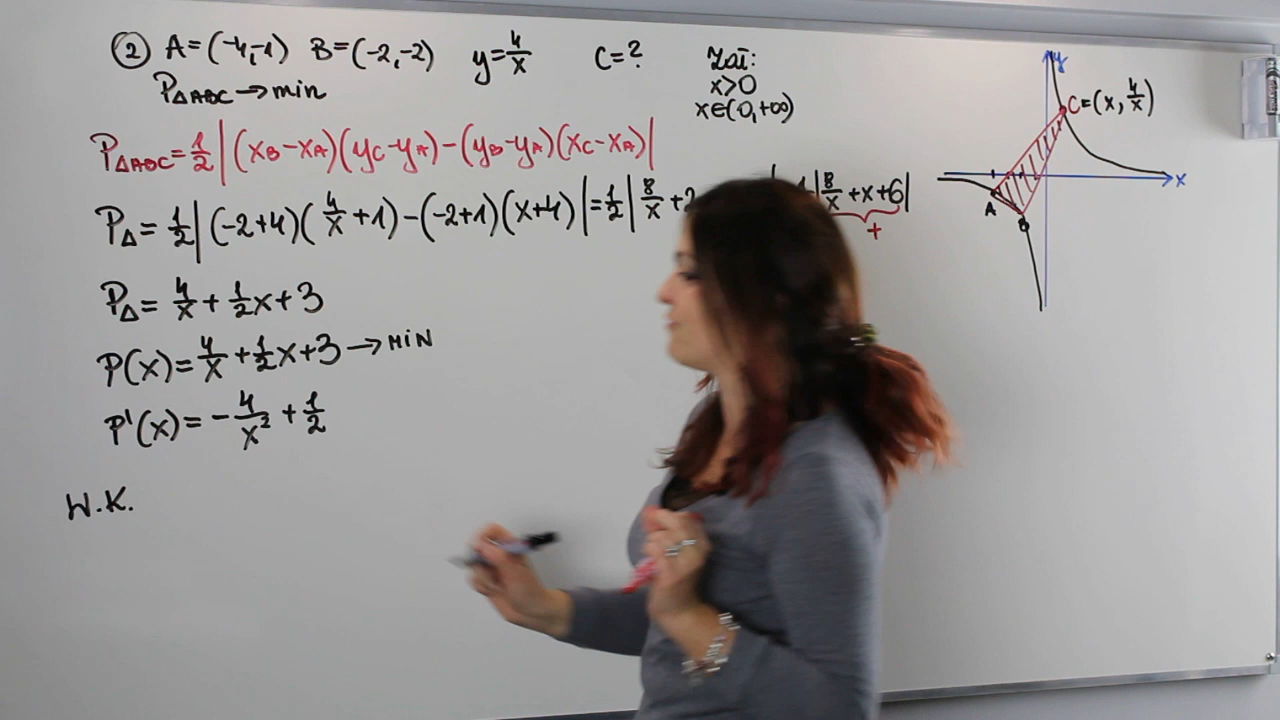 ② A=(-4,-1) B=(-2,-2) y=4/x C=?
P△ABC→min
Zał:
x>0
x∈(0,+∞)
P△ABC=1/2|(xB-xA)(yC-yA)-(yB-yA)(xC-xA)|
P△=1/2|(-2+4)(4/x+1)-(-2+1)(x+4)|=1/2|8/x+2 |8/x+x+6|
+
P△=4/x+1/2x+3
P(x)=4/x+1/2x+3→MIN
P'(x)=-4/x²+1/2
W.K.
y
C=(x,4/x)
x
A
B